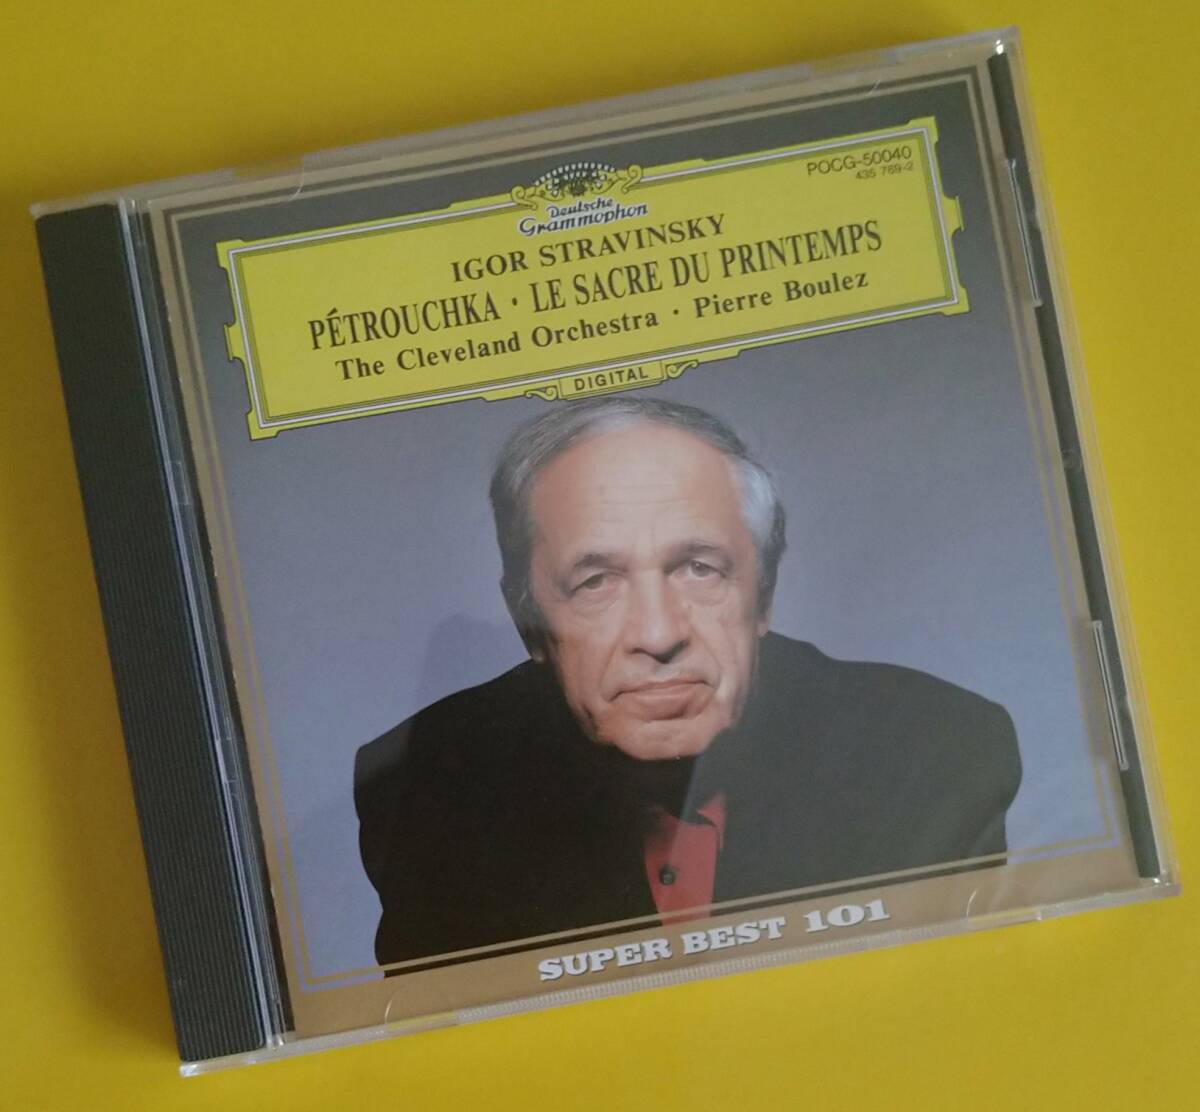 POCG-50040
435 769-2
Deutsche
Grammophon
IGOR STRAVINSKY
PÉTROUCHKA · LE SACRE DU PRINTEMPS
The Cleveland Orchestra · Pierre Boulez
DIGITAL
SUPER BEST 101